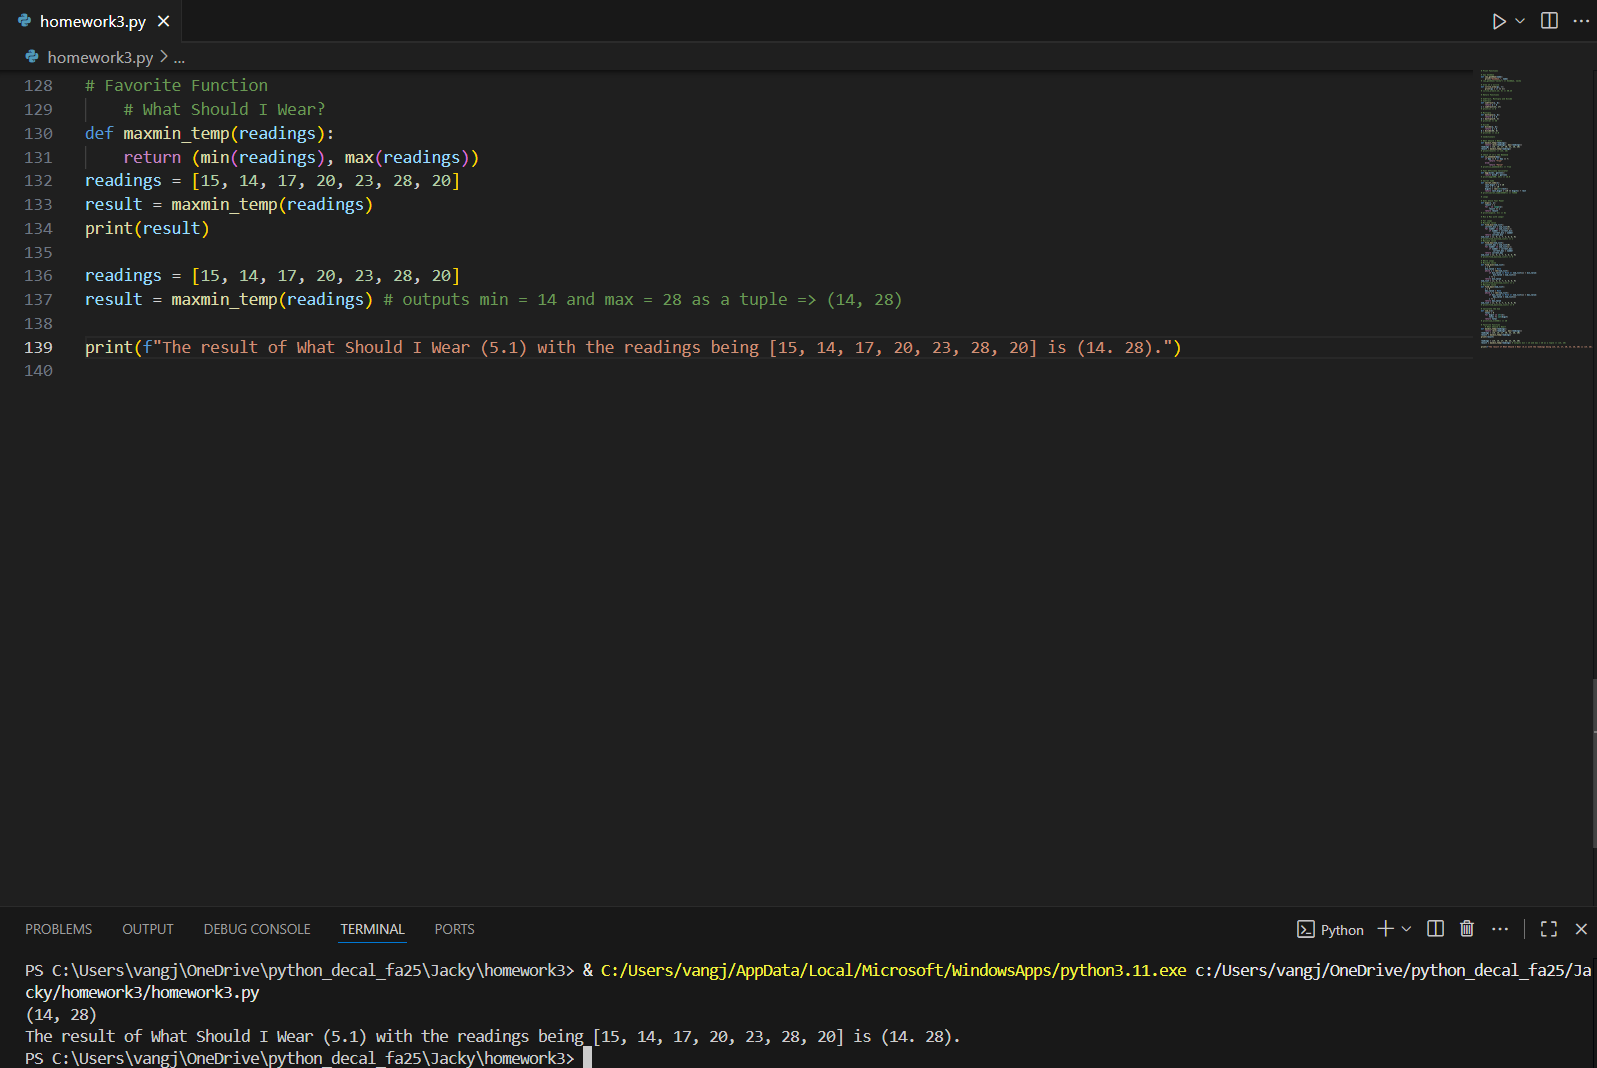 homework3.py
homework3.py > ...
128 # Favorite Function
129     # What Should I Wear?
130 def maxmin_temp(readings):
131     return (min(readings), max(readings))
132 readings = [15, 14, 17, 20, 23, 28, 20]
133 result = maxmin_temp(readings)
134 print(result)
135
136 readings = [15, 14, 17, 20, 23, 28, 20]
137 result = maxmin_temp(readings) # outputs min = 14 and max = 28 as a tuple => (14, 28)
138
139 print(f"The result of What Should I Wear (5.1) with the readings being [15, 14, 17, 20, 23, 28, 20] is (14. 28).")
140
PROBLEMS OUTPUT DEBUG CONSOLE TERMINAL PORTS Python
PS C:\Users\vangj\OneDrive\python_decal_fa25\Jacky\homework3> & C:/Users/vangj/AppData/Local/Microsoft/WindowsApps/python3.11.exe c:/Users/vangj/OneDrive/python_decal_fa25/Ja
cky/homework3/homework3.py
(14, 28)
The result of What Should I Wear (5.1) with the readings being [15, 14, 17, 20, 23, 28, 20] is (14. 28).
PS C:\Users\vangj\OneDrive\python_decal_fa25\Jacky\homework3>